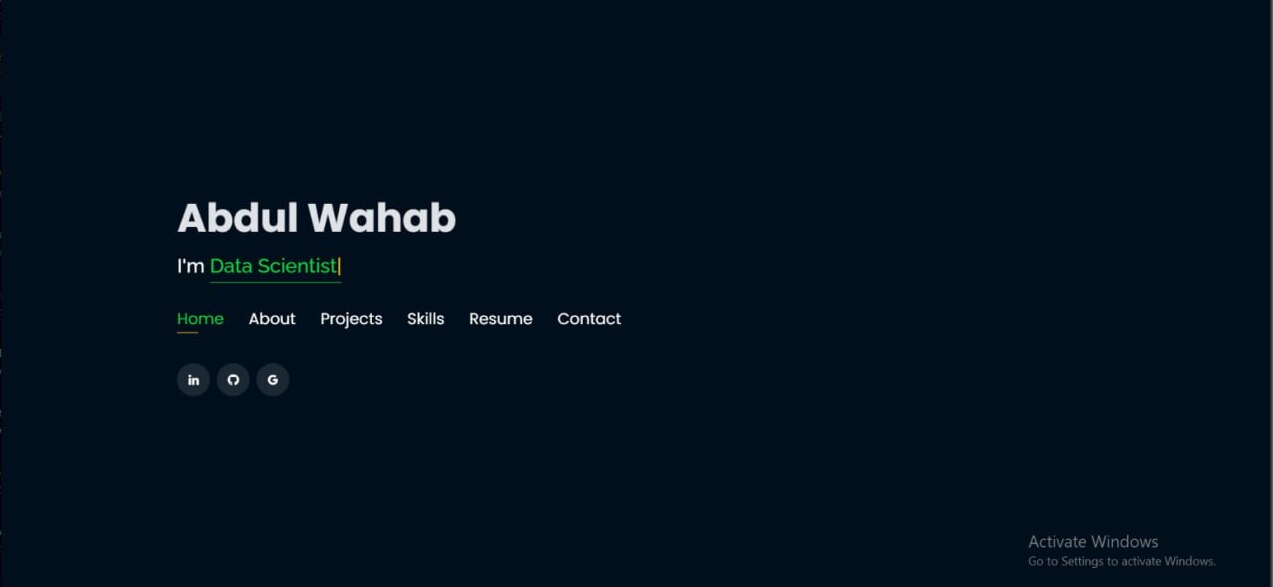 Abdul Wahab
I'm Data Scientist|
Home About Projects Skills Resume Contact
in G
Activate Windows
Go to Settings to activate Windows.